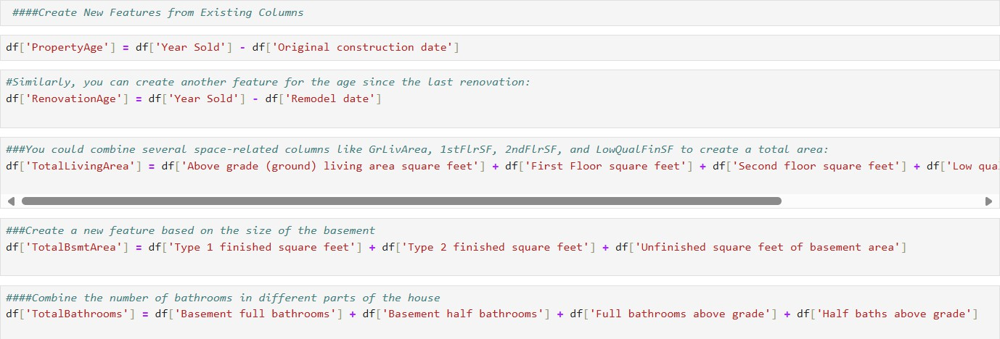 ####Create New Features from Existing Columns
df['PropertyAge'] = df['Year Sold'] - df['Original construction date']
#Similarly, you can create another feature for the age since the last renovation:
df['RenovationAge'] = df['Year Sold'] - df['Remodel date']
###You could combine several space-related columns like GrLivArea, 1stFlrSF, 2ndFlrSF, and LowQualFinSF to create a total area:
df['TotalLivingArea'] = df['Above grade (ground) living area square feet'] + df['First Floor square feet'] + df['Second floor square feet'] + df['Low qual
###Create a new feature based on the size of the basement
df['TotalBsmtArea'] = df['Type 1 finished square feet'] + df['Type 2 finished square feet'] + df['Unfinished square feet of basement area']
####Combine the number of bathrooms in different parts of the house
df['TotalBathrooms'] = df['Basement full bathrooms'] + df['Basement half bathrooms'] + df['Full bathrooms above grade'] + df['Half baths above grade']